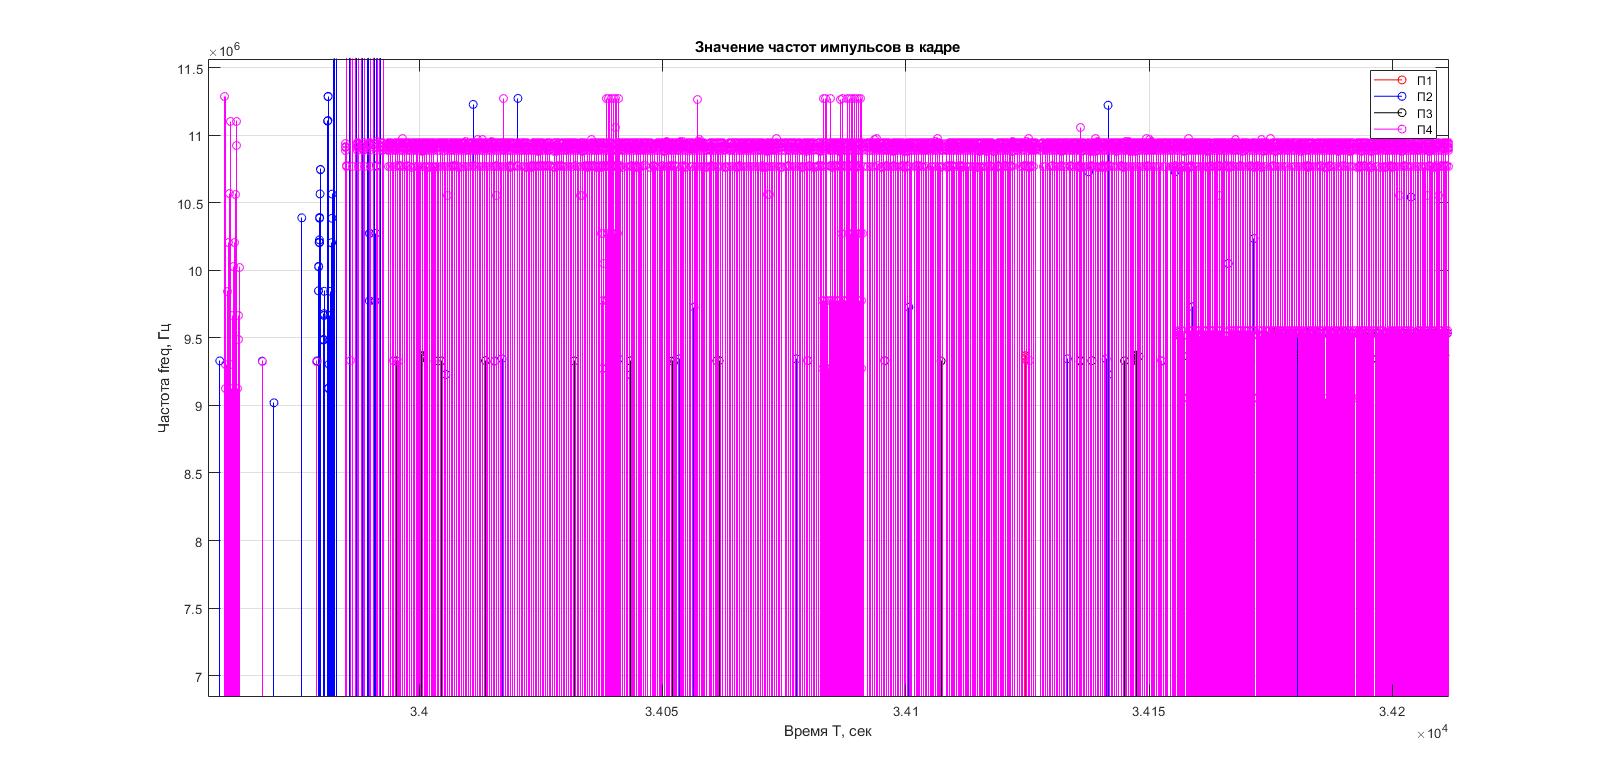 Значение частот импульсов в кадре
×10⁶
11.5
11
10.5
10
9.5
9
8.5
8
7.5
7
Частота freq, Гц
П1
П2
П3
П4
3.4
3.405
3.41
3.415
3.42
Время T, сек
×10⁴